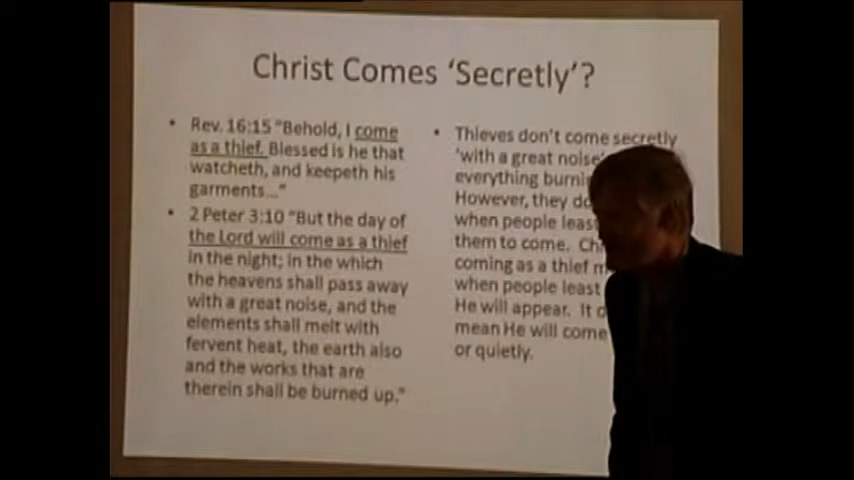 Christ Comes 'Secretly'?
• Rev. 16:15 "Behold, I come
as a thief. Blessed is he that
watcheth, and keepeth his
garments…"
• 2 Peter 3:10 "But the day of
the Lord will come as a thief
in the night; in the which
the heavens shall pass away
with a great noise, and the
elements shall melt with
fervent heat, the earth also
and the works that are
therein shall be burned up."
• Thieves don't come secretly
'with a great noise'
everything
However, they
when people
them to come.
coming as a thief
when people least
He will appear. It
mean He will come
or quietly.